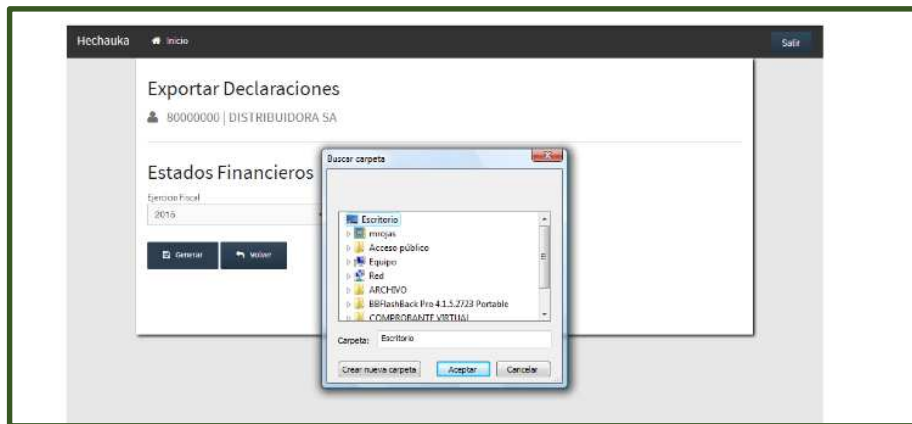 Hechauka Inicio Salir
Exportar Declaraciones
80000000 | DISTRIBUIDORA SA
Estados Financieros
Ejercicio Fiscal
2015
Generar Volver
Buscar carpeta
Escritorio
mrojas
Acceso público
Equipo
Red
ARCHIVO
BBFlashBack Pro 4.1.5.2723 Portable
COMPROBANTE VIRTUAL
Carpeta: Escritorio
Crear nueva carpeta Aceptar Cancelar